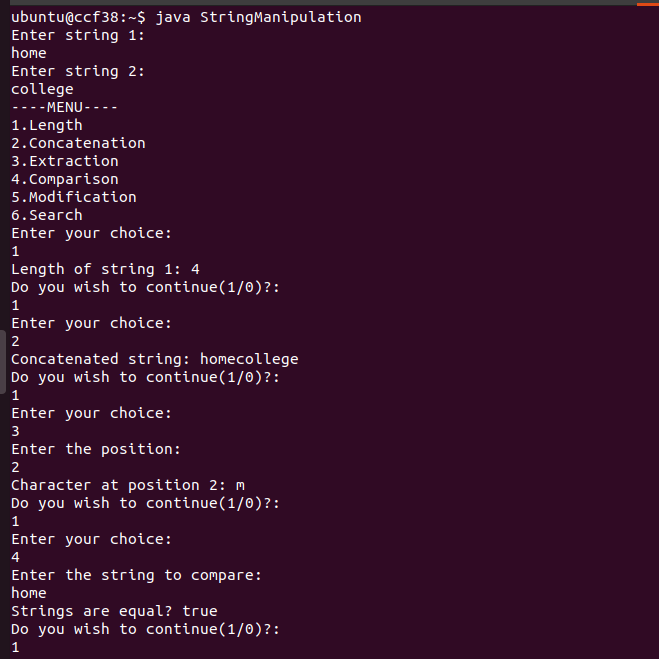 ubuntu@ccf38:~$ java StringManipulation
Enter string 1:
home
Enter string 2:
college
----MENU----
1.Length
2.Concatenation
3.Extraction
4.Comparison
5.Modification
6.Search
Enter your choice:
1
Length of string 1: 4
Do you wish to continue(1/0)?:
1
Enter your choice:
2
Concatenated string: homecollege
Do you wish to continue(1/0)?:
1
Enter your choice:
3
Enter the position:
2
Character at position 2: m
Do you wish to continue(1/0)?:
1
Enter your choice:
4
Enter the string to compare:
home
Strings are equal? true
Do you wish to continue(1/0)?:
1